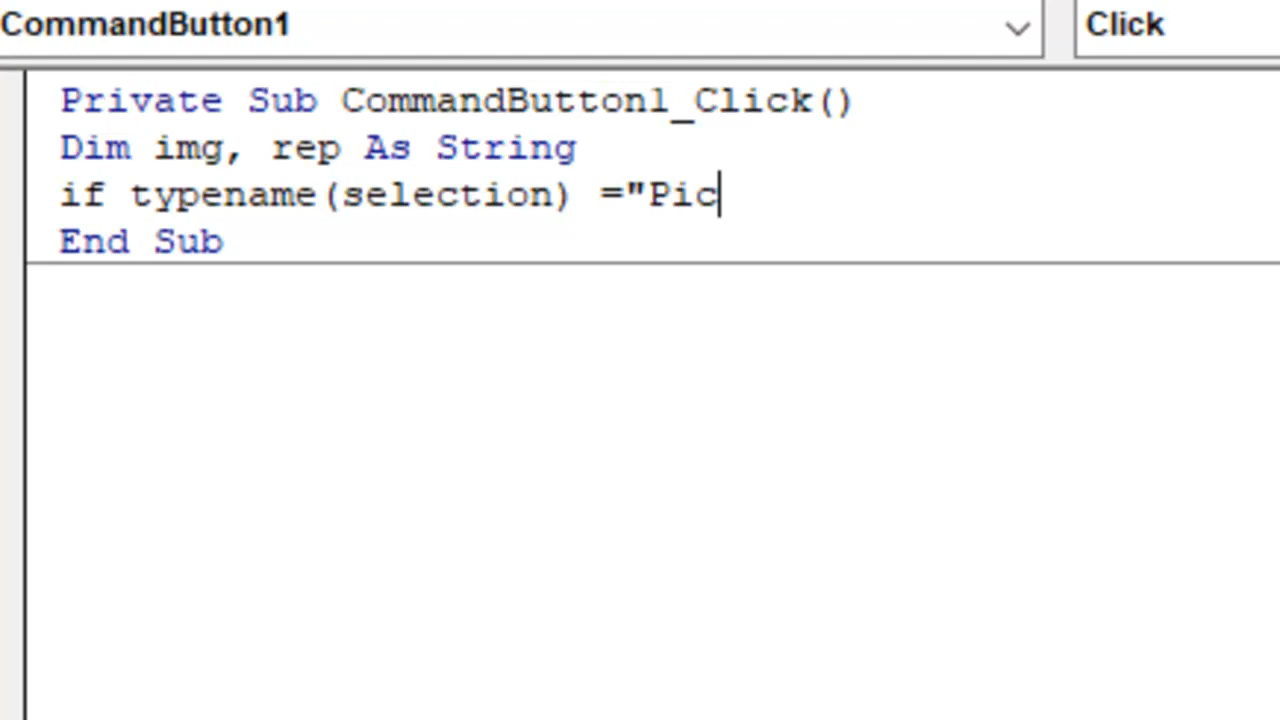 CommandButton1 Click
Private Sub CommandButton1_Click()
Dim img, rep As String
if typename(selection) ="Pic
End Sub